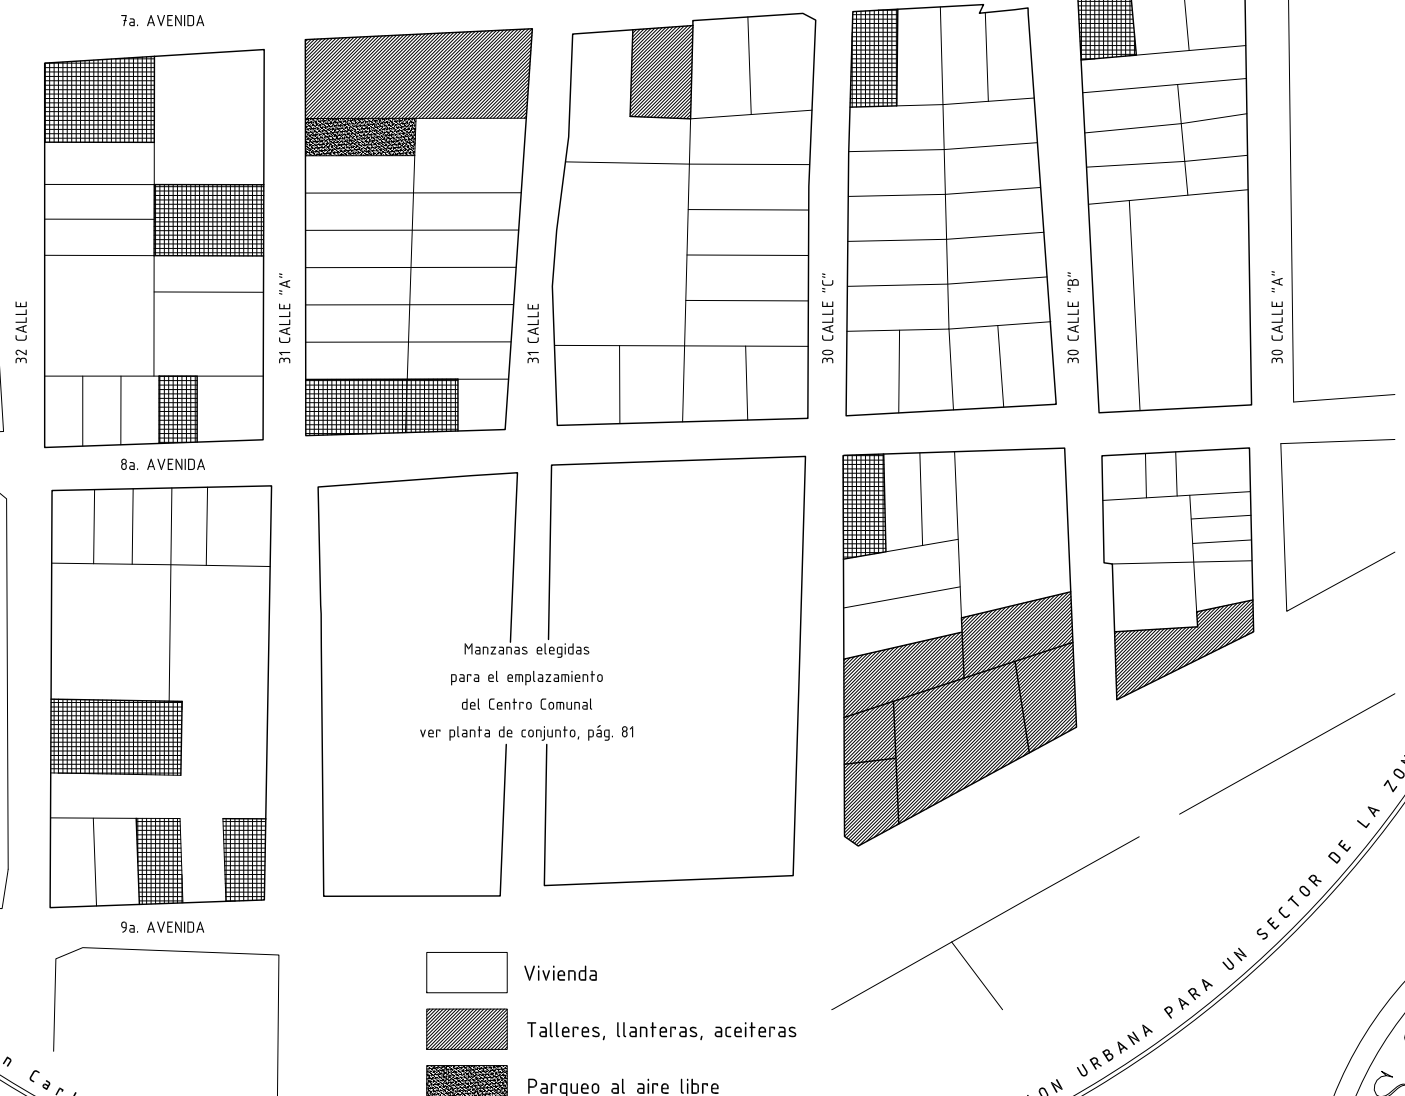 7a. AVENIDA
32 CALLE
31 CALLE "A"
31 CALLE
30 CALLE "C"
30 CALLE "B"
30 CALLE "A"
8a. AVENIDA
Manzanas elegidas
para el emplazamiento
del Centro Comunal
ver planta de conjunto, pág. 81
9a. AVENIDA
Vivienda
Talleres, llanteras, aceiteras
Parqueo al aire libre
URBANA PARA UN SECTOR DE LA